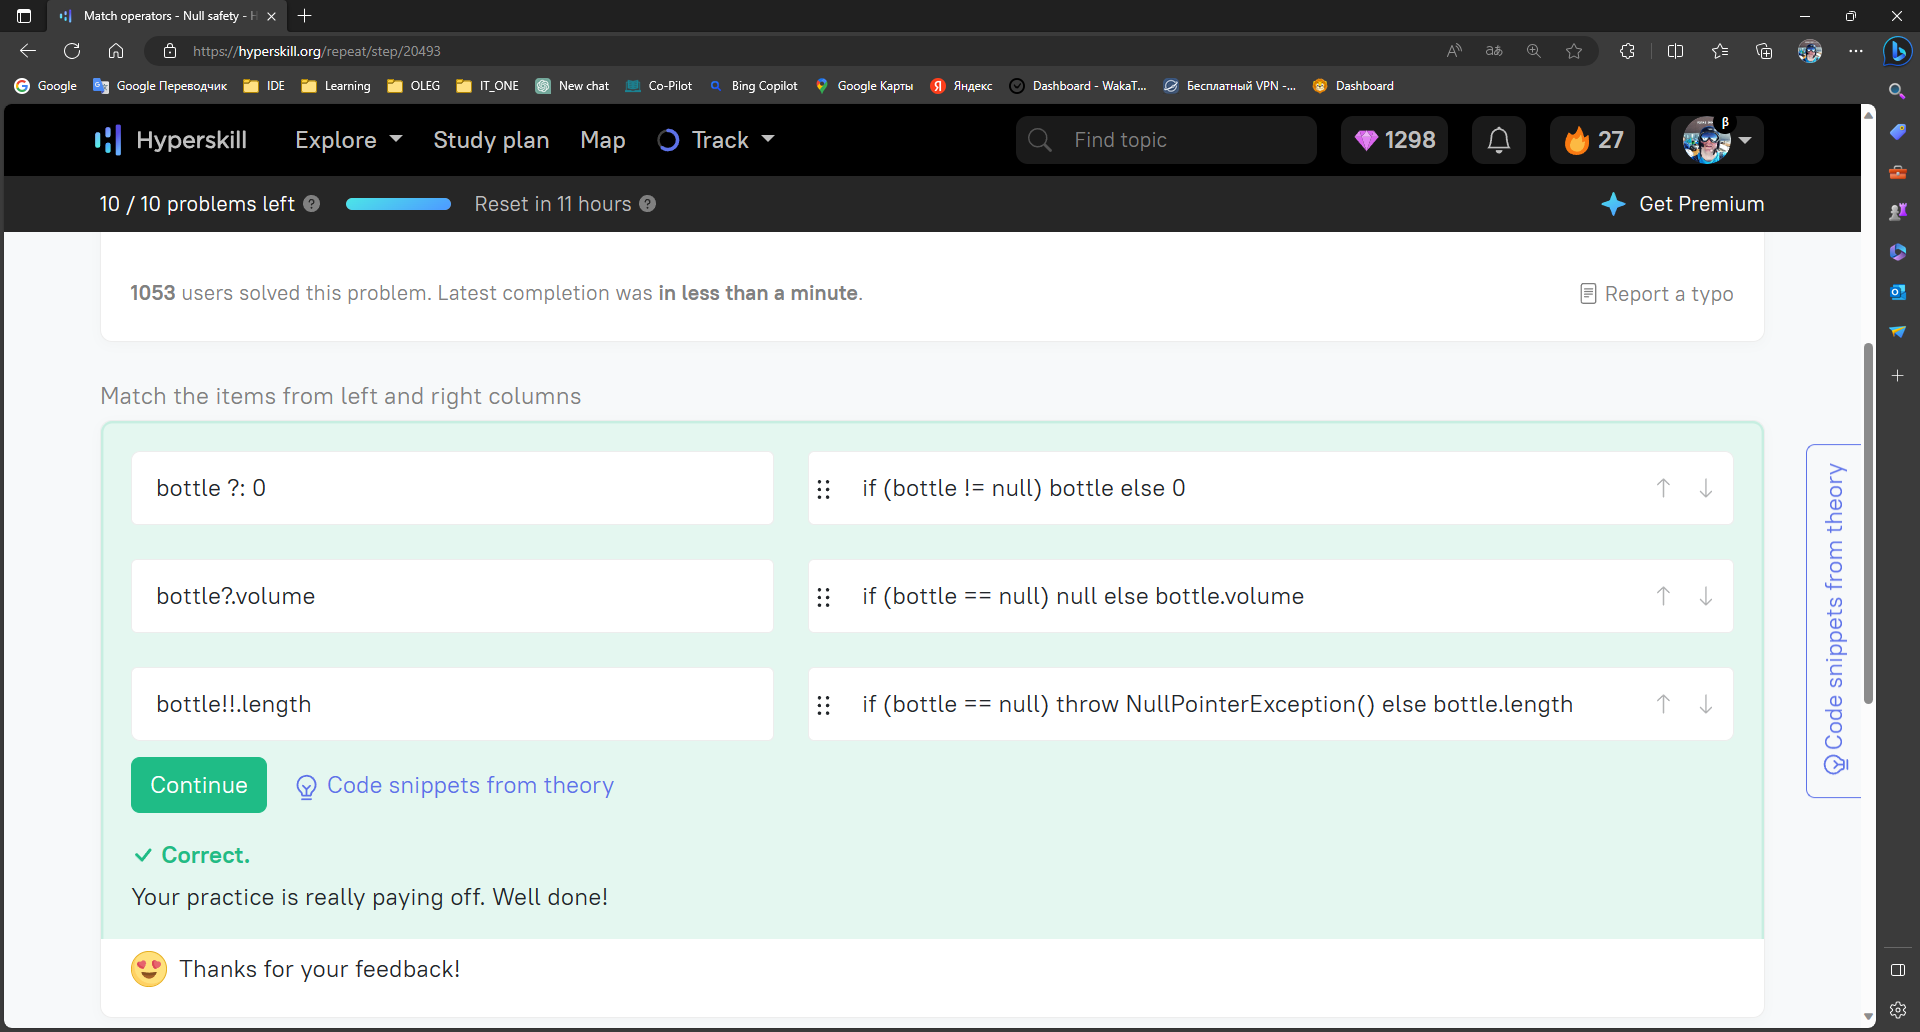 Match operators - Null safety - H
https://hyperskill.org/repeat/step/20493
Google
Google Переводчик
IDE
Learning
OLEG
IT_ONE
New chat
Co-Pilot
Bing Copilot
Google Карты
Яндекс
Dashboard - WakaT...
Бесплатный VPN -...
Dashboard
Hyperskill
Explore
Study plan
Map
Track
Find topic
1298
27
β
10 / 10 problems left
Reset in 11 hours
Get Premium
1053 users solved this problem. Latest completion was in less than a minute.
Report a typo
Match the items from left and right columns
bottle ?: 0
if (bottle != null) bottle else 0
bottle?.volume
if (bottle == null) null else bottle.volume
bottle!!.length
if (bottle == null) throw NullPointerException() else bottle.length
Continue
Code snippets from theory
Correct.
Your practice is really paying off. Well done!
Thanks for your feedback!
Code snippets from theory